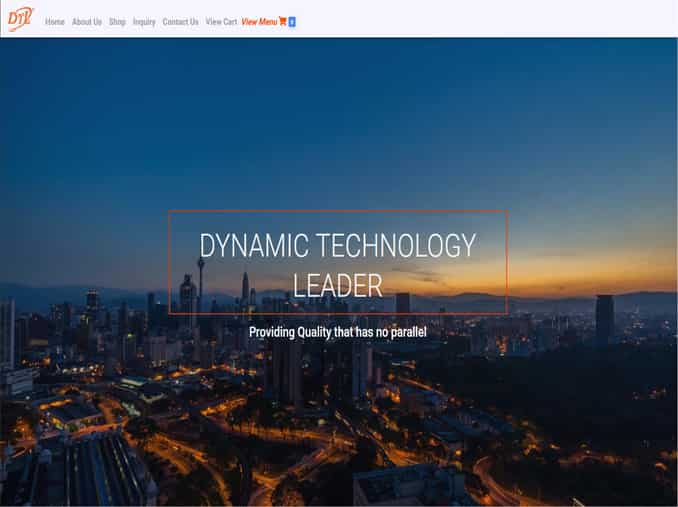 DTL
Home About Us Shop Inquiry Contact Us View Cart View Menu
DYNAMIC TECHNOLOGY
LEADER
Providing Quality that has no parallel